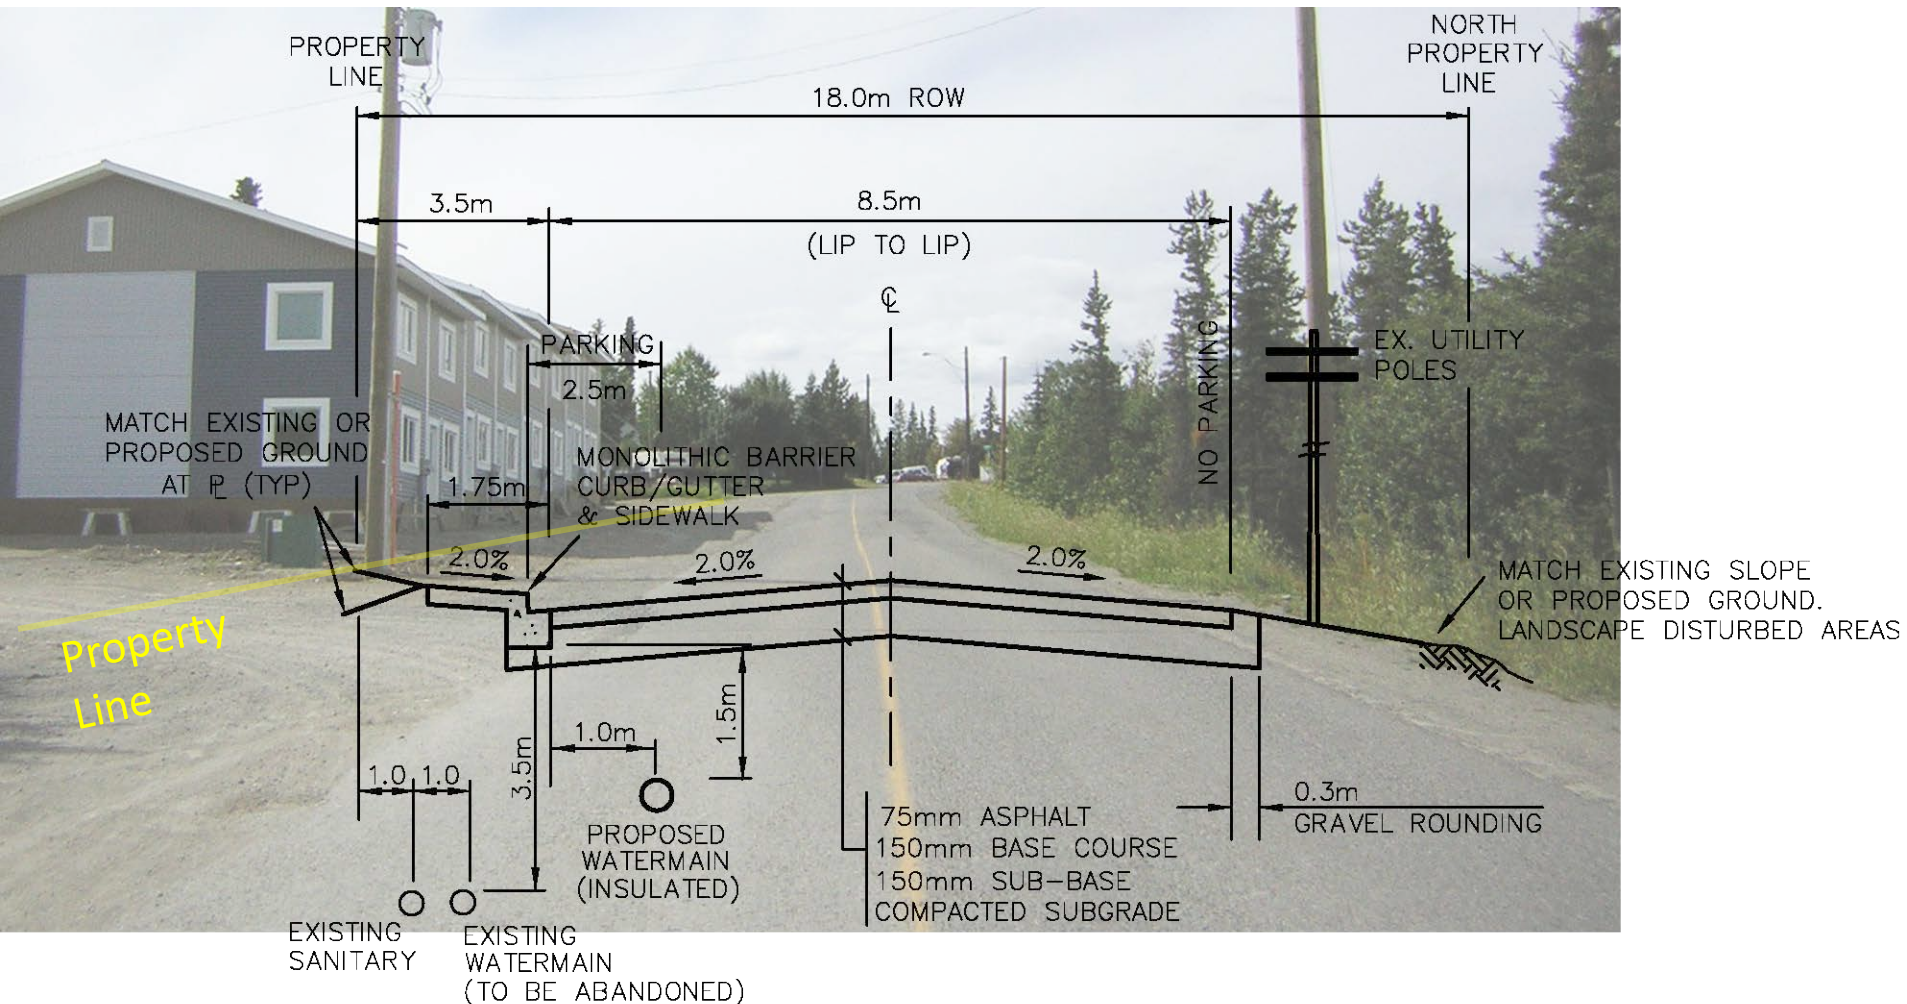 PROPERTY
LINE
NORTH
PROPERTY
LINE
18.0m ROW
3.5m
8.5m
(LIP TO LIP)
℄
PARKING
2.5m
NO PARKING
EX. UTILITY
POLES
MATCH EXISTING OR
PROPOSED GROUND
AT ⅊ (TYP)
1.75m
MONOLITHIC BARRIER
CURB/GUTTER
& SIDEWALK
2.0%
2.0%
2.0%
MATCH EXISTING SLOPE
OR PROPOSED GROUND.
LANDSCAPE DISTURBED AREAS
Property
Line
1.0
1.0
3.5m
1.0m
1.5m
PROPOSED
WATERMAIN
(INSULATED)
75mm ASPHALT
150mm BASE COURSE
150mm SUB-BASE
COMPACTED SUBGRADE
0.3m
GRAVEL ROUNDING
EXISTING
SANITARY
EXISTING
WATERMAIN
(TO BE ABANDONED)